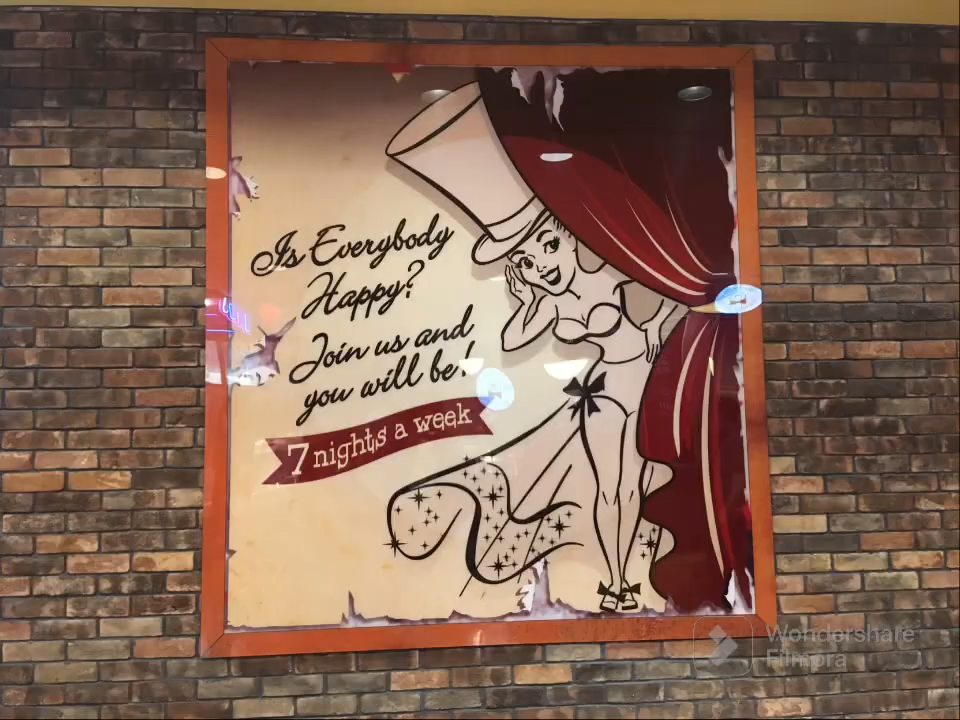 Is Everybody
Happy?
Join us and
you will be!
7 nights a week
Wondershare
Filmora